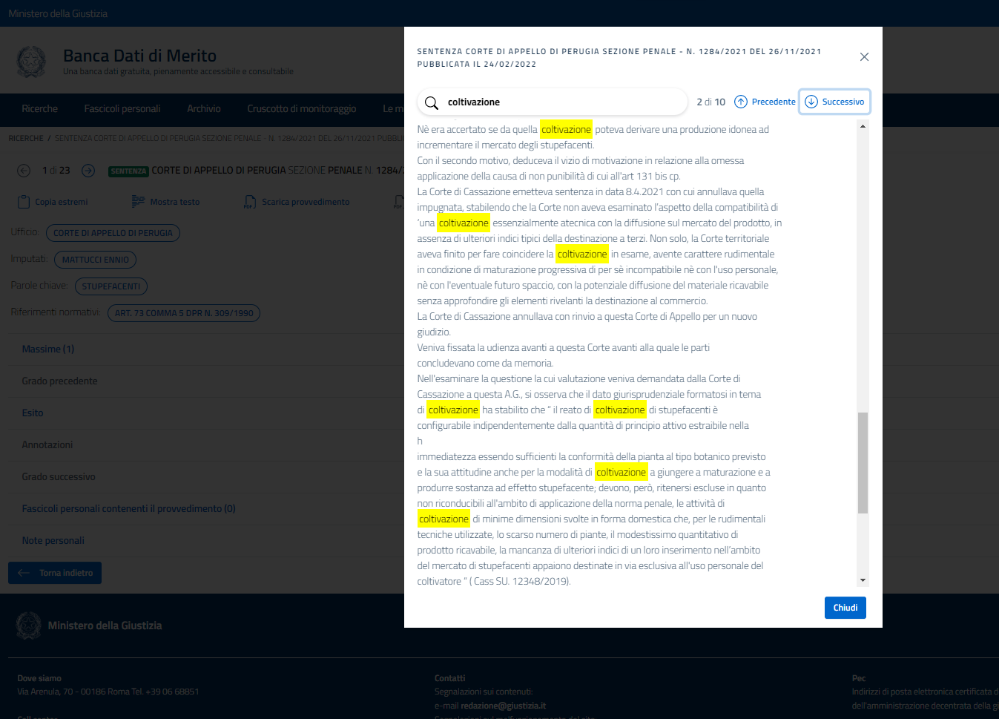 Ministero della Giustizia
Banca Dati di Merito
Una banca dati gratuita, pienamente accessibile e consultabile
Ricerche Fascicoli personali Archivio Cruscotto di monitoraggio Le m
RICERCHE / SENTENZA CORTE DI APPELLO DI PERUGIA SEZIONE PENALE - N. 1284/2021 DEL 26/11/2021 PUBBLI
1 di 23 SENTENZA CORTE DI APPELLO DI PERUGIA SEZIONE PENALE N. 1284/
Copia estremi Mostra testo Scarica provvedimento
Ufficio: CORTE DI APPELLO DI PERUGIA
Imputati: MATTUCCI ENNIO
Parole chiave: STUPEFACENTI
Riferimenti normativi: ART. 73 COMMA 5 DPR N. 309/1990
Massime (1)
Grado precedente
Esito
Annotazioni
Grado successivo
Fascicoli personali contenenti il provvedimento (0)
Note personali
Torna indietro
SENTENZA CORTE DI APPELLO DI PERUGIA SEZIONE PENALE - N. 1284/2021 DEL 26/11/2021
PUBBLICATA IL 24/02/2022
coltivazione 2 di 10 Precedente Successivo
Nè era accertato se da quella coltivazione poteva derivare una produzione idonea ad
incrementare il mercato degli stupefacenti.
Con il secondo motivo, deduceva il vizio di motivazione in relazione alla omessa
applicazione della causa di non punibilità di cui all'art 131 bis cp.
La Corte di Cassazione emetteva sentenza in data 8.4.2021 con cui annullava quella
impugnata, stabilendo che la Corte non aveva esaminato l'aspetto della compatibilità di
'una coltivazione essenzialmente atecnica con la diffusione sul mercato del prodotto, in
assenza di ulteriori indici tipici della destinazione a terzi. Non solo, la Corte territoriale
aveva finito per fare coincidere la coltivazione in esame, avente carattere rudimentale
in condizione di maturazione progressiva di per sè incompatibile nè con l'uso personale,
nè con l'eventuale futuro spaccio, con la potenziale diffusione del materiale ricavabile
senza approfondire gli elementi rivelanti la destinazione al commercio.
La Corte di Cassazione annullava con rinvio a questa Corte di Appello per un nuovo
giudizio.
Veniva fissata la udienza avanti a questa Corte avanti alla quale le parti
concludevano come da memoria.
Nell'esaminare la questione la cui valutazione veniva demandata dalla Corte di
Cassazione a questa A.G., si osserva che il dato giurisprudenziale formatosi in tema
di coltivazione ha stabilito che " il reato di coltivazione di stupefacenti è
configurabile indipendentemente dalla quantità di principio attivo estraibile nella
h
immediatezza essendo sufficienti la conformità della pianta al tipo botanico previsto
e la sua attitudine anche per la modalità di coltivazione a giungere a maturazione e a
produrre sostanza ad effetto stupefacente; devono, però, ritenersi escluse in quanto
non riconducibili all'ambito di applicazione della norma penale, le attività di
coltivazione di minime dimensioni svolte in forma domestica che, per le rudimentali
tecniche utilizzate, lo scarso numero di piante, il modestissimo quantitativo di
prodotto ricavabile, la mancanza di ulteriori indici di un loro inserimento nell'ambito
del mercato di stupefacenti appaiono destinate in via esclusiva all'uso personale del
coltivatore " ( Cass SU. 12348/2019).
Chiudi
Ministero della Giustizia
Dove siamo
Via Arenula, 70 - 00186 Roma Tel. +39 06 68851
Contatti
Segnalazioni sui contenuti:
e-mail redazione@giustizia.it
Pec
Indirizzi di posta elettronica certificata d
dell'amministrazione decentrata della gi